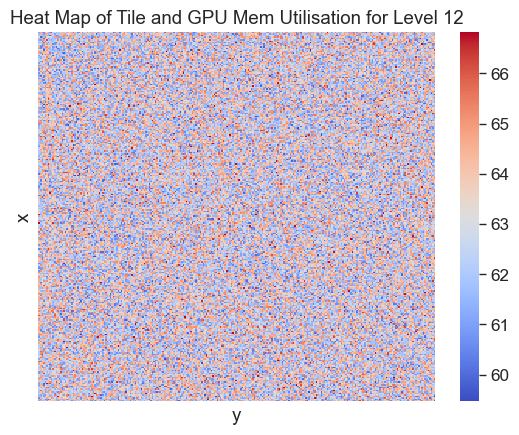 Heat Map of Tile and GPU Mem Utilisation for Level 12
x
y
66
65
64
63
62
61
60